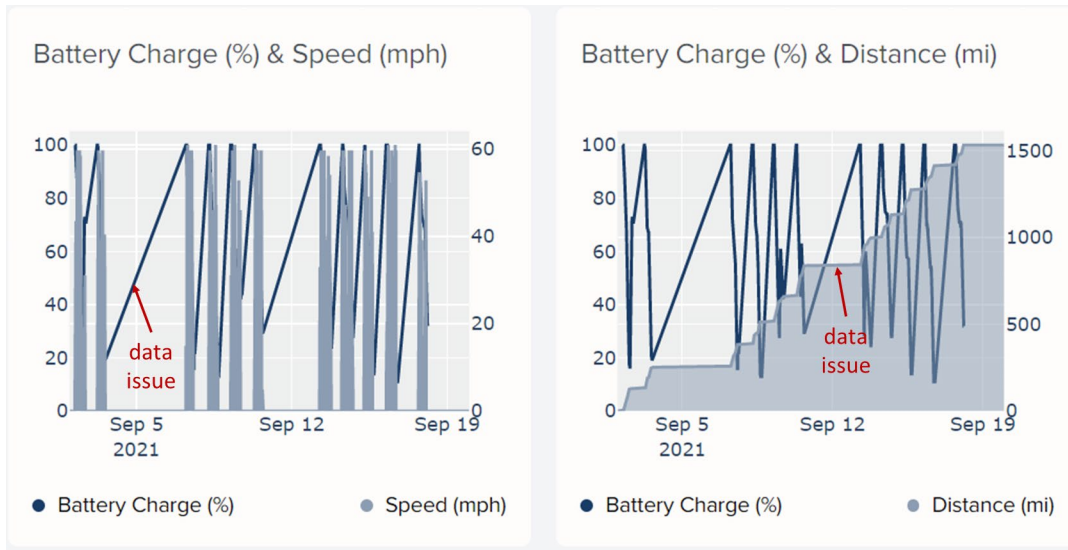 Battery Charge (%) & Speed (mph)
100
80
60
40
20
0
60
40
20
0
data
issue
Sep 5
2021
Sep 12
Sep 19
Battery Charge (%)
Speed (mph)
Battery Charge (%) & Distance (mi)
100
80
60
40
20
0
1500
1000
500
0
data
issue
Sep 5
2021
Sep 12
Sep 19
Battery Charge (%)
Distance (mi)